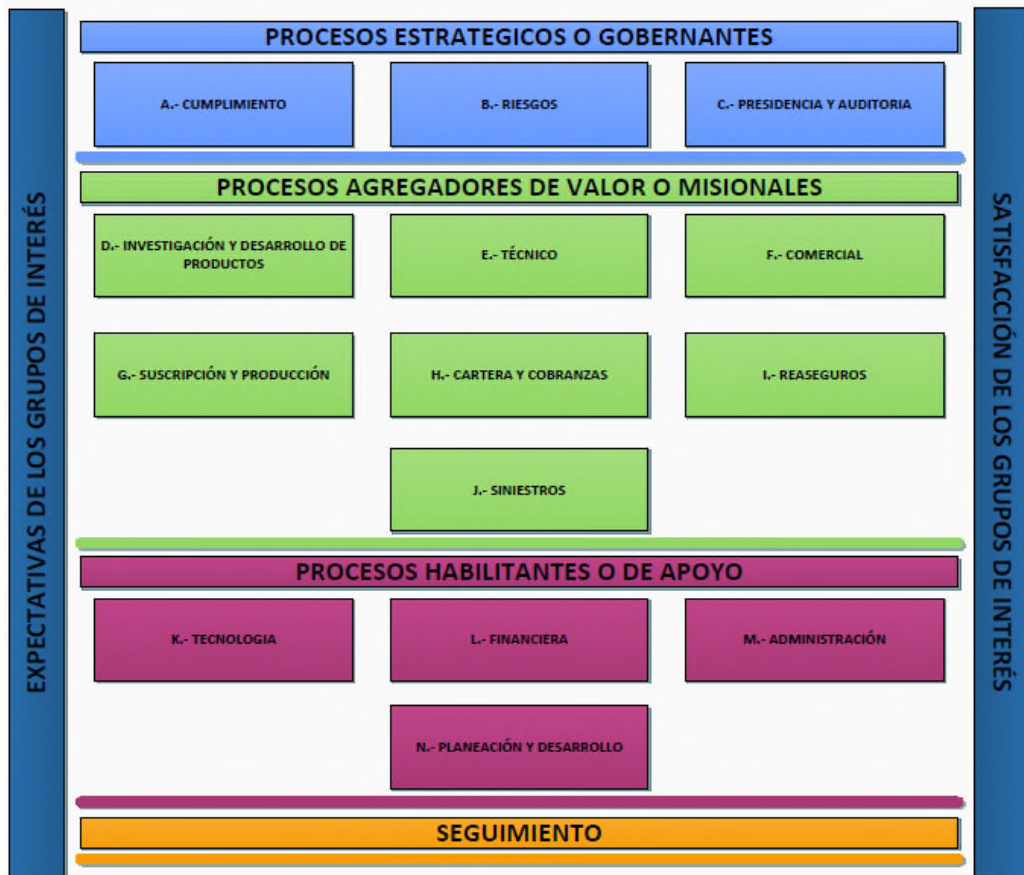 EXPECTATIVAS DE LOS GRUPOS DE INTERÉS
PROCESOS ESTRATEGICOS O GOBERNANTES
A.- CUMPLIMIENTO
B.- RIESGOS
C.- PRESIDENCIA Y AUDITORIA
PROCESOS AGREGADORES DE VALOR O MISIONALES
D.- INVESTIGACIÓN Y DESARROLLO DE
PRODUCTOS
E.- TÉCNICO
F.- COMERCIAL
G.- SUSCRIPCIÓN Y PRODUCCIÓN
H.- CARTERA Y COBRANZAS
I.- REASEGUROS
J.- SINIESTROS
PROCESOS HABILITANTES O DE APOYO
K.- TECNOLOGIA
L.- FINANCIERA
M.- ADMINISTRACIÓN
N.- PLANEACIÓN Y DESARROLLO
SEGUIMIENTO
SATISFACCIÓN DE LOS GRUPOS DE INTERÉS